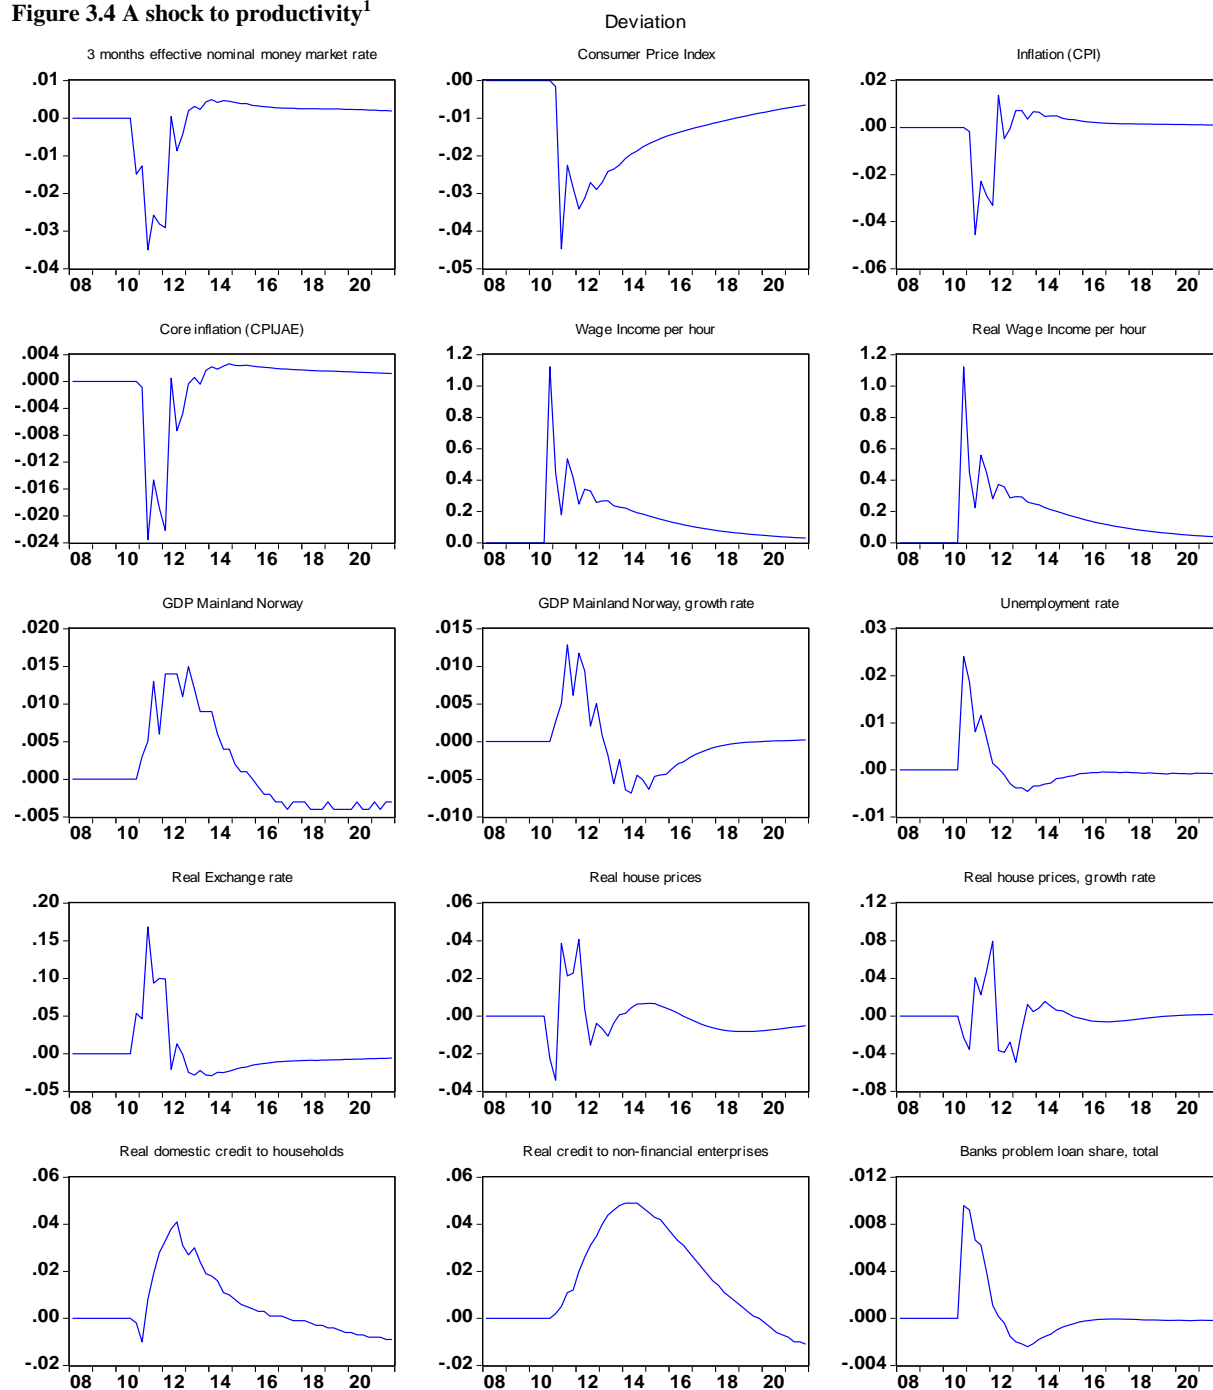 Figure 3.4 A shock to productivity1
Deviation
3 months effective nominal money market rate
.01
.00
-.01
-.02
-.03
-.04
08 10 12 14 16 18 20
Consumer Price Index
.00
-.01
-.02
-.03
-.04
-.05
08 10 12 14 16 18 20
Inflation (CPI)
.02
.00
-.02
-.04
-.06
08 10 12 14 16 18 20
Core inflation (CPIJAE)
.004
.000
-.004
-.008
-.012
-.016
-.020
-.024
08 10 12 14 16 18 20
Wage Income per hour
1.2
1.0
0.8
0.6
0.4
0.2
0.0
08 10 12 14 16 18 20
Real Wage Income per hour
1.2
1.0
0.8
0.6
0.4
0.2
0.0
08 10 12 14 16 18 20
GDP Mainland Norway
.020
.015
.010
.005
.000
-.005
08 10 12 14 16 18 20
GDP Mainland Norway, growth rate
.015
.010
.005
.000
-.005
-.010
08 10 12 14 16 18 20
Unemployment rate
.03
.02
.01
.00
-.01
08 10 12 14 16 18 20
Real Exchange rate
.20
.15
.10
.05
.00
-.05
08 10 12 14 16 18 20
Real house prices
.06
.04
.02
.00
-.02
-.04
08 10 12 14 16 18 20
Real house prices, growth rate
.12
.08
.04
.00
-.04
-.08
08 10 12 14 16 18 20
Real domestic credit to households
.06
.04
.02
.00
-.02
08 10 12 14 16 18 20
Real credit to non-financial enterprises
.06
.04
.02
.00
-.02
08 10 12 14 16 18 20
Banks problem loan share, total
.012
.008
.004
.000
-.004
08 10 12 14 16 18 20